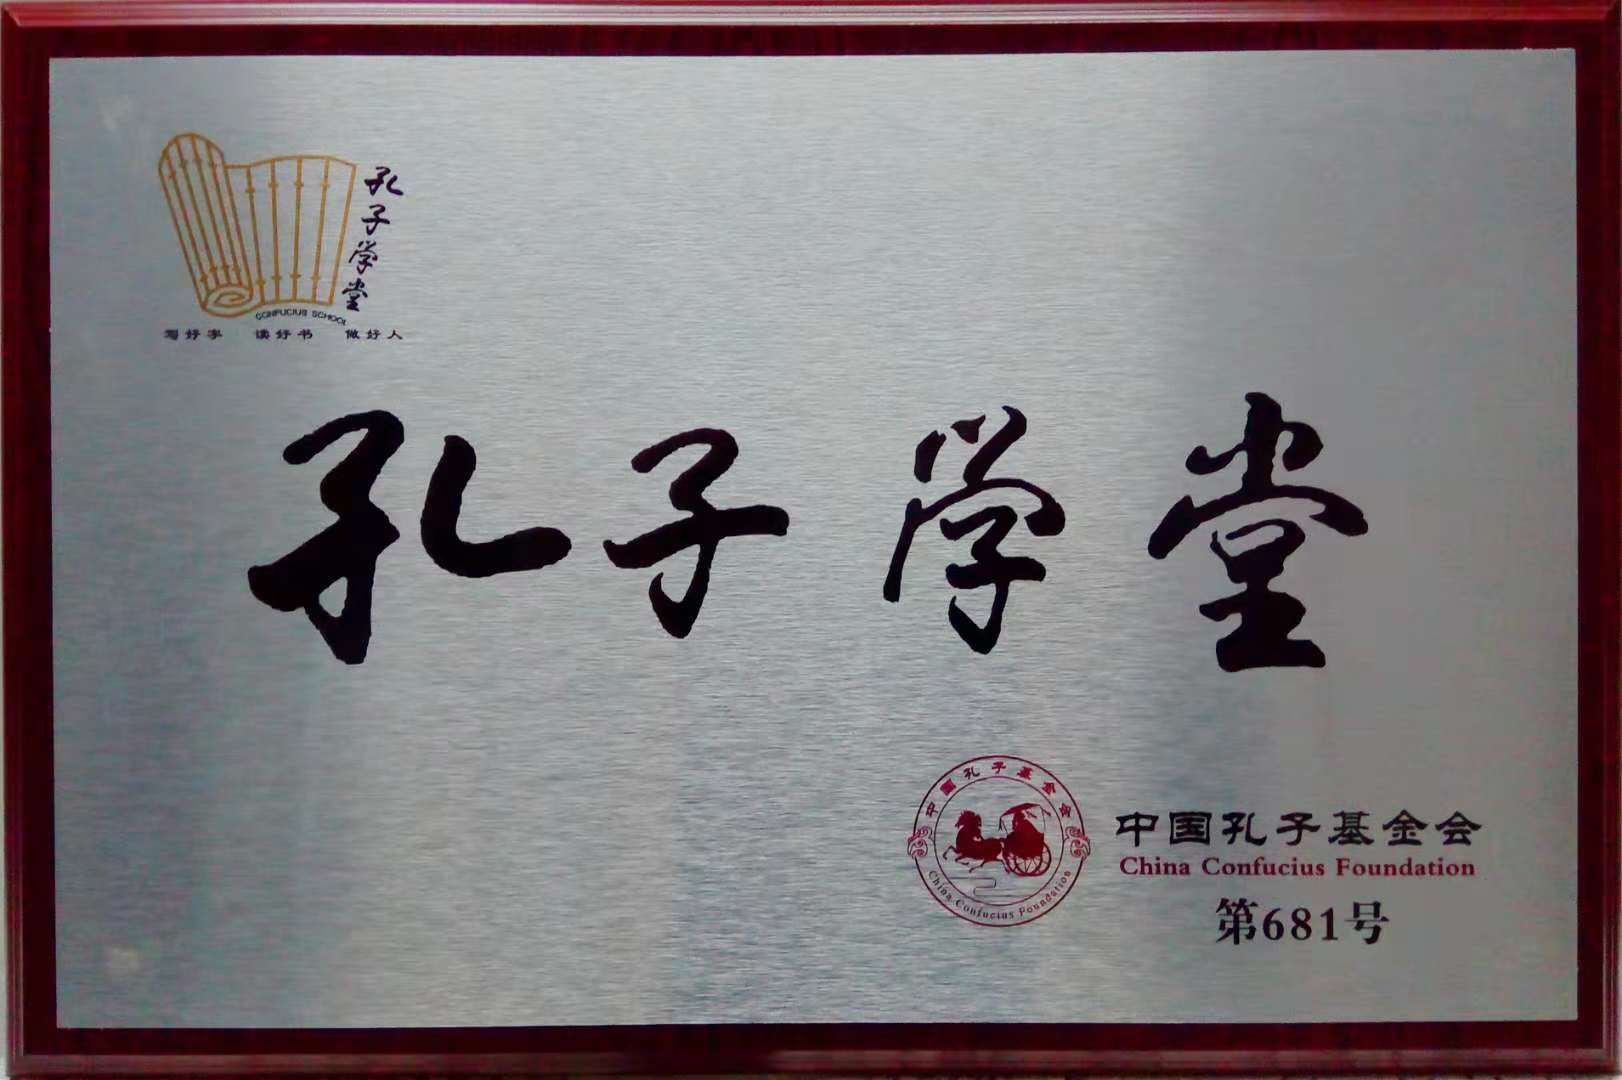 孔子学堂
CONFUCIUS SCHOOL
写好字 读好书 做好人
孔子学堂
中国孔子基金会
China Confucius Foundation
中国孔子基金会
China Confucius Foundation
第681号